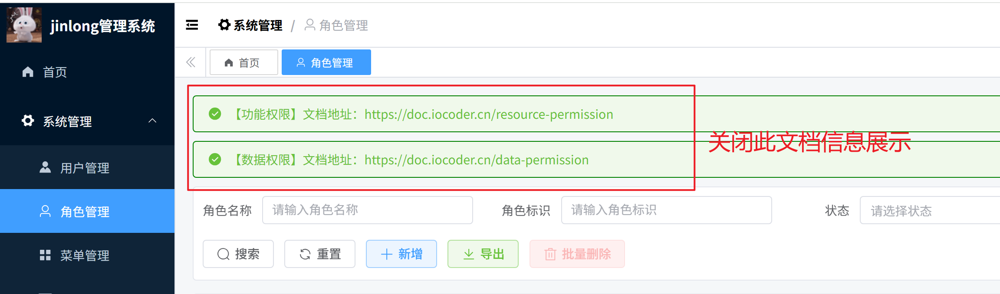 jinlong管理系统
系统管理 / 角色管理
首页
角色管理
首页
系统管理
用户管理
角色管理
菜单管理
【功能权限】文档地址：https://doc.iocoder.cn/resource-permission
【数据权限】文档地址：https://doc.iocoder.cn/data-permission
关闭此文档信息展示
角色名称 请输入角色名称 角色标识 请输入角色标识 状态 请选择状态
搜索 重置 新增 导出 批量删除